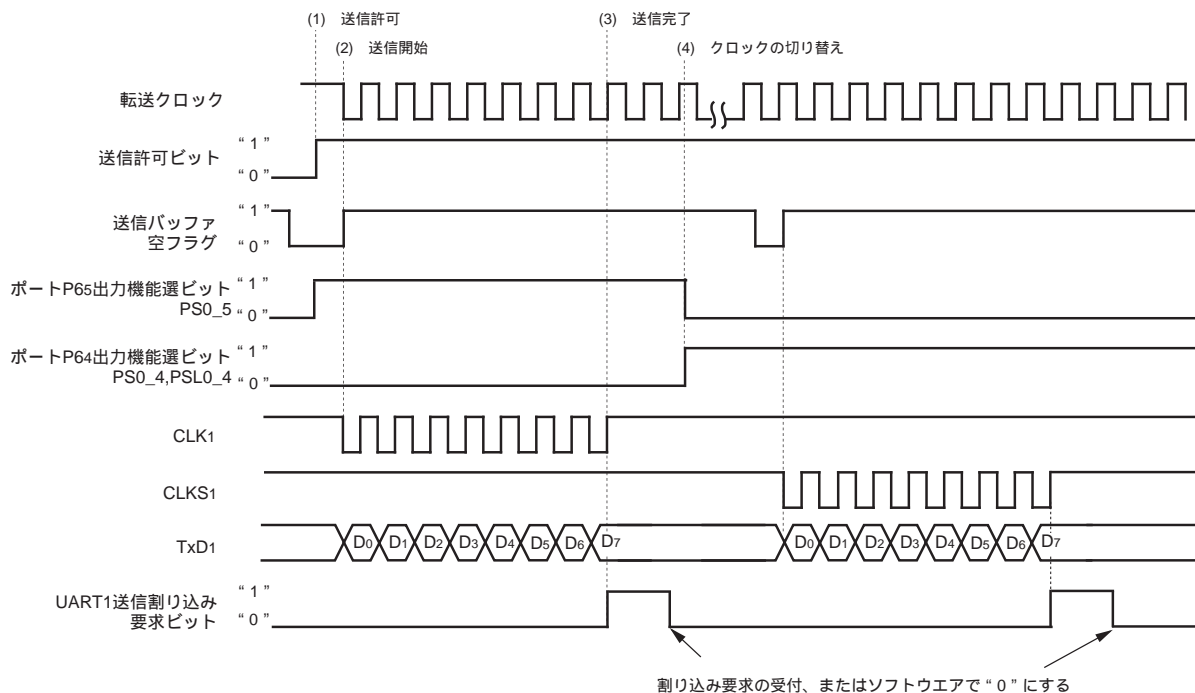 (1) 送信許可
(3) 送信完了
(2) 送信開始
(4) クロックの切り替え
転送クロック
送信許可ビット
“ 1 ”
“ 0 ”
送信バッファ
空フラグ
“ 1 ”
“ 0 ”
ポートP65出力機能選ビット
PS0_5
“ 1 ”
“ 0 ”
ポートP64出力機能選ビット
PS0_4,PSL0_4
“ 1 ”
“ 0 ”
CLK1
CLKS1
TxD1
D0 D1 D2 D3 D4 D5 D6 D7
D0 D1 D2 D3 D4 D5 D6 D7
UART1送信割り込み
要求ビット
“ 1 ”
“ 0 ”
割り込み要求の受付、またはソフトウエアで “ 0 ” にする